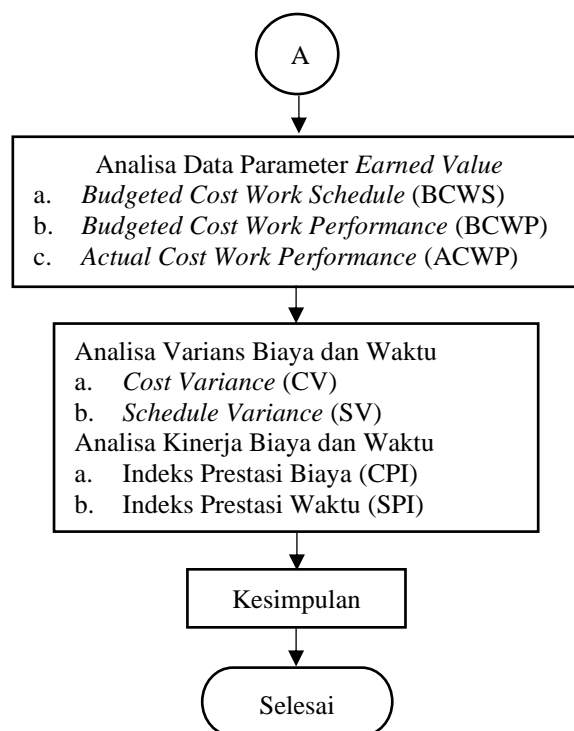 A
Analisa Data Parameter Earned Value
a. Budgeted Cost Work Schedule (BCWS)
b. Budgeted Cost Work Performance (BCWP)
c. Actual Cost Work Performance (ACWP)
Analisa Varians Biaya dan Waktu
a. Cost Variance (CV)
b. Schedule Variance (SV)
Analisa Kinerja Biaya dan Waktu
a. Indeks Prestasi Biaya (CPI)
b. Indeks Prestasi Waktu (SPI)
Kesimpulan
Selesai